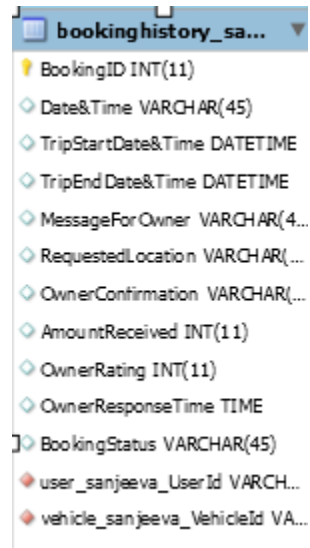 bookinghistory_sa...
BookingID INT(11)
Date&Time VARCHAR(45)
TripStartDate&Time DATETIME
TripEndDate&Time DATETIME
MessageForOwner VARCHAR(4...
RequestedLocation VARCHAR(...
OwnerConfirmation VARCHAR(...
AmountReceived INT(11)
OwnerRating INT(11)
OwnerResponseTime TIME
BookingStatus VARCHAR(45)
user_sanjeeva_UserId VARCH...
vehicle_sanjeeva_VehicleId VA...